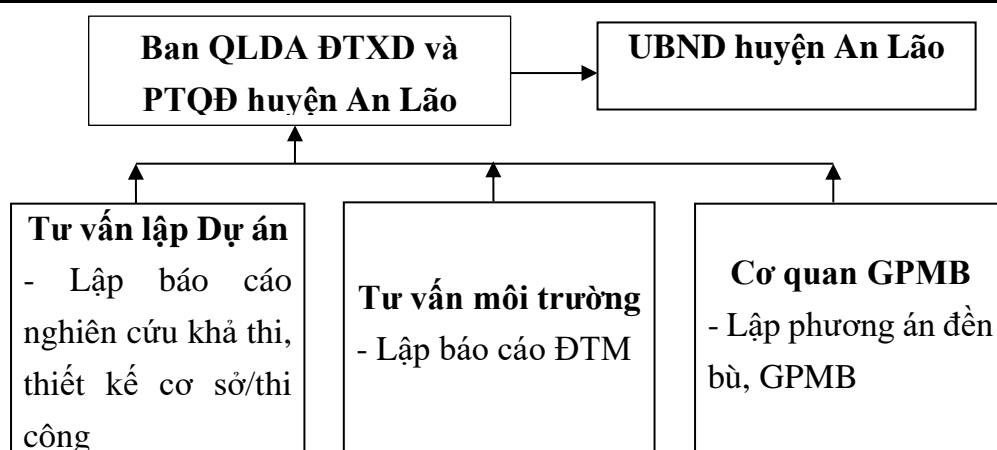 Ban QLDA ĐTXD và
PTQĐ huyện An Lão
UBND huyện An Lão
Tư vấn lập Dự án
- Lập báo cáo
nghiên cứu khả thi,
thiết kế cơ sở/thi
công
Tư vấn môi trường
- Lập báo cáo ĐTM
Cơ quan GPMB
- Lập phương án đền
bù, GPMB